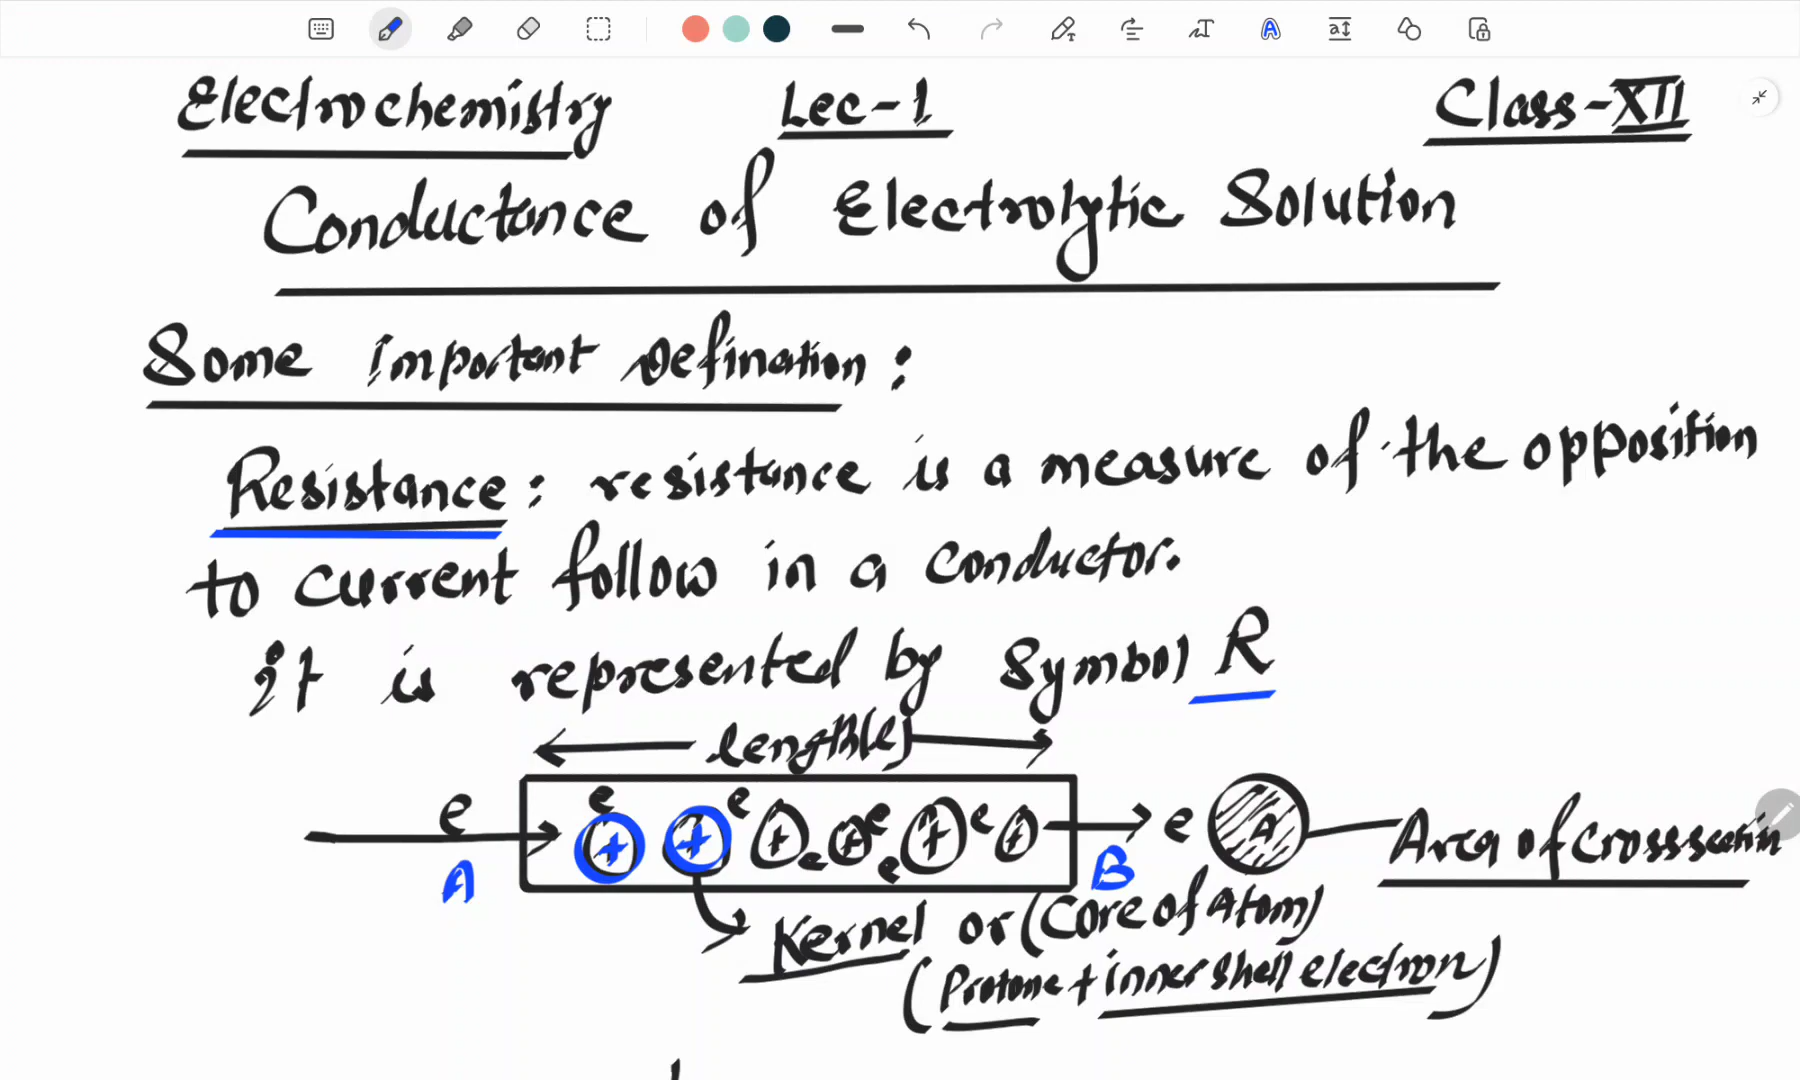 Electrochemistry Lec-1 Class-XII
Conductance of Electrolytic Solution
Some Important Defination :
Resistance : resistance is a measure of the opposition
to current follow in a conductor.
it is represented by Symbol R
length(l)
e e e e e e e e A Area of crosssection
+ + + + + +
A B
Kernel or (Core of Atom)
(Protone + inner shell electron)